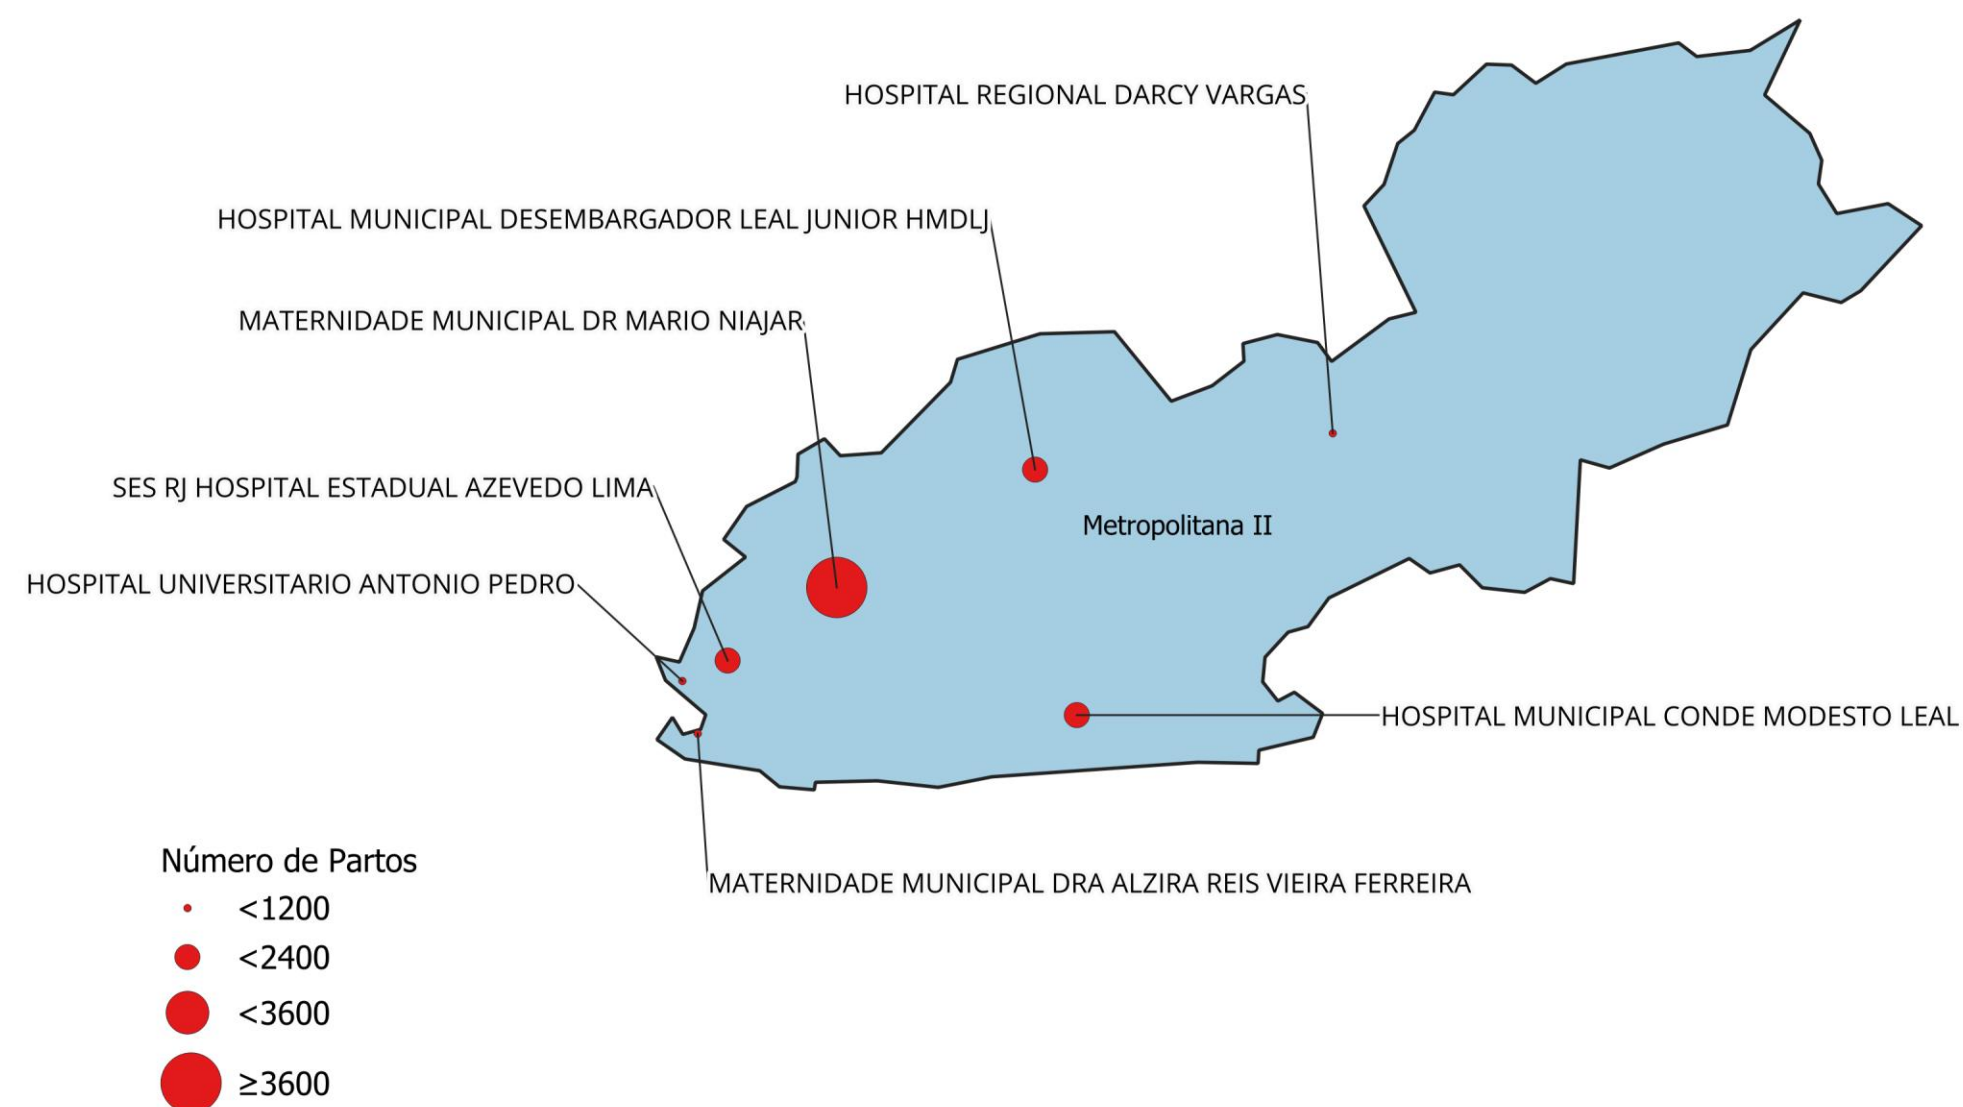 HOSPITAL REGIONAL DARCY VARGAS
HOSPITAL MUNICIPAL DESEMBARGADOR LEAL JUNIOR HMDLJ
MATERNIDADE MUNICIPAL DR MARIO NIAJAR
SES RJ HOSPITAL ESTADUAL AZEVEDO LIMA
Metropolitana II
HOSPITAL UNIVERSITARIO ANTONIO PEDRO
HOSPITAL MUNICIPAL CONDE MODESTO LEAL
MATERNIDADE MUNICIPAL DRA ALZIRA REIS VIEIRA FERREIRA
Número de Partos
<1200
<2400
<3600
≥3600